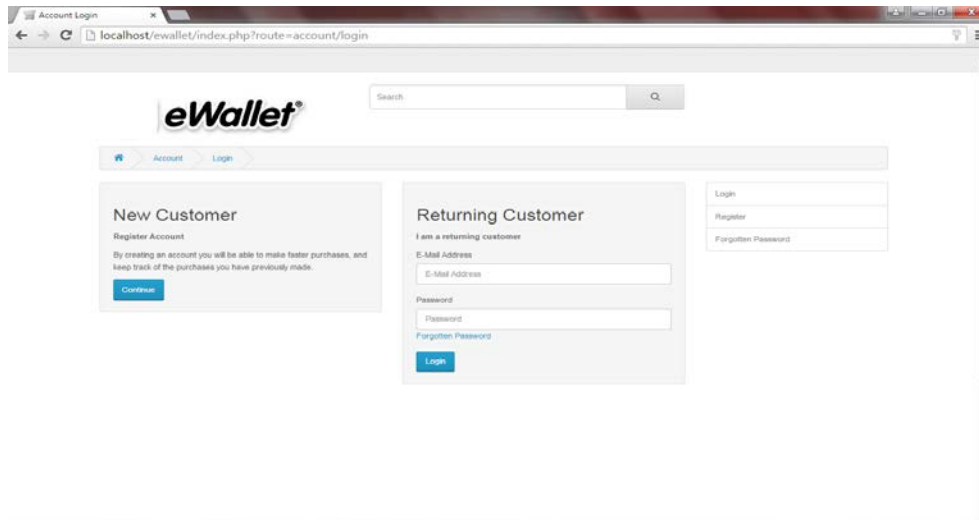 Account Login
localhost/ewallet/index.php?route=account/login
eWallet®
Search
Account
Login
New Customer
Register Account
By creating an account you will be able to make faster purchases, and
keep track of the purchases you have previously made.
Continue
Returning Customer
I am a returning customer
E-Mail Address
E-Mail Address
Password
Password
Forgotten Password
Login
Login
Register
Forgotten Password